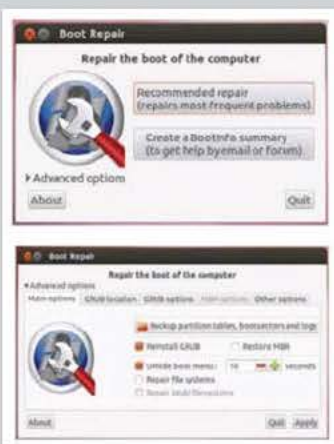 Boot Repair
Repair the boot of the computer
Recommended repair
(repairs most frequent problems)
Create a BootInfo summary
(to get help by email or forum)
Advanced options
About
Quit
Boot Repair
Repair the boot of the computer
Advanced options
Main options GRUB location GRUB options MBR options Other options
Backup partition tables, bootsectors and logs
Reinstall GRUB Restore MBR
Unhide boot menu: 10 seconds
Repair file systems
About Quit Apply